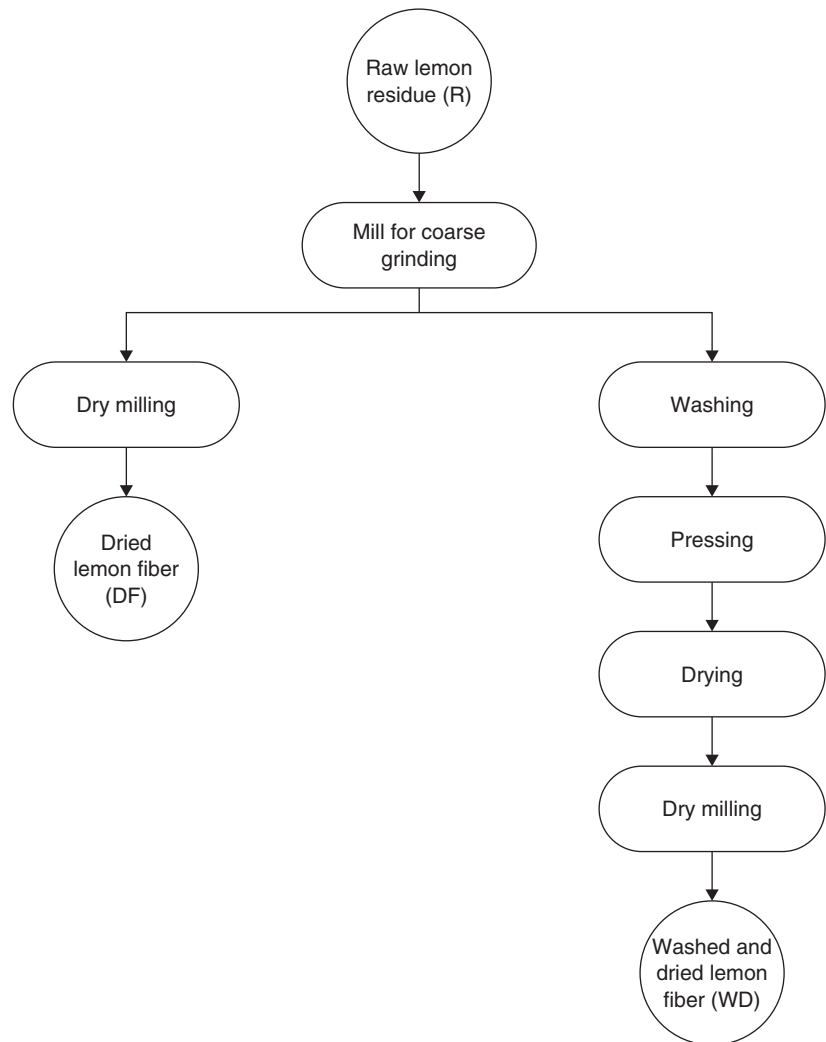 Raw lemon
residue (R)
Mill for coarse
grinding
Dry milling
Dried
lemon fiber
(DF)
Washing
Pressing
Drying
Dry milling
Washed and
dried lemon
fiber (WD)